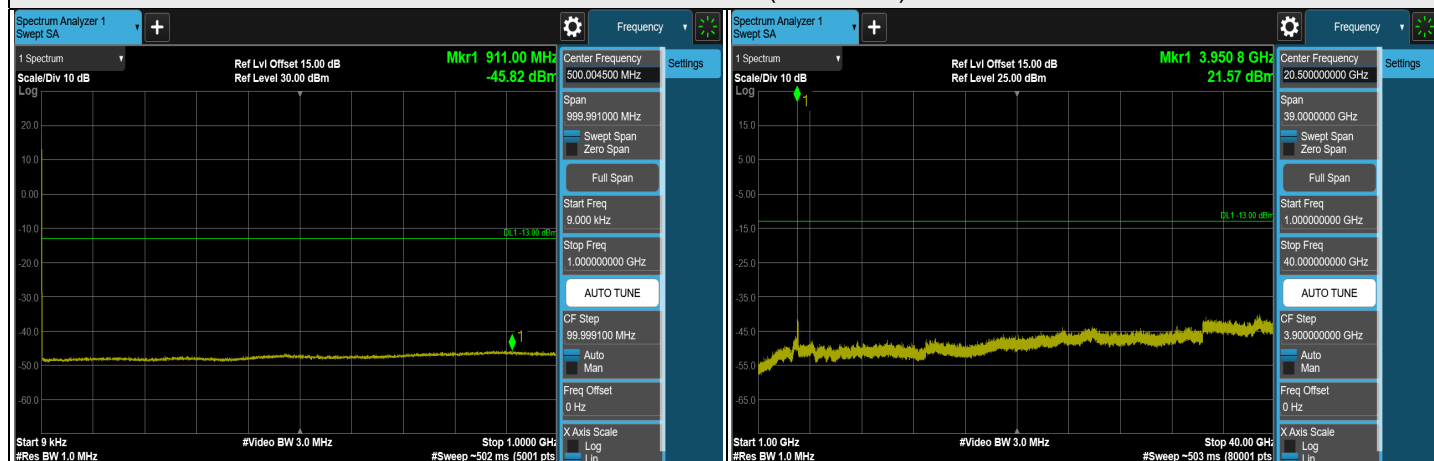 Spectrum Analyzer 1
Swept SA
+
Frequency
1 Spectrum
Scale/Div 10 dB
Log
Ref Lvl Offset 15.00 dB
Ref Level 30.00 dBm
Mkr1 911.00 MHz
-45.82 dBm
20.0
10.0
0.00
-10.0
-20.0
-30.0
-40.0
-50.0
-60.0
DL1 -13.00 dBm
1
Start 9 kHz
#Res BW 1.0 MHz
#Video BW 3.0 MHz
Stop 1.0000 GHz
#Sweep ~502 ms (5001 pts
Center Frequency
500.004500 MHz
Span
999.991000 MHz
Swept Span
Zero Span
Full Span
Start Freq
9.000 kHz
Stop Freq
1.000000000 GHz
AUTO TUNE
CF Step
99.999100 MHz
Auto
Man
Freq Offset
0 Hz
X Axis Scale
Log
Lin
Settings
Spectrum Analyzer 1
Swept SA
+
Frequency
1 Spectrum
Scale/Div 10 dB
Log
Ref Lvl Offset 15.00 dB
Ref Level 25.00 dBm
Mkr1 3.950 8 GHz
21.57 dBm
1
15.0
5.00
-5.00
-15.0
-25.0
-35.0
-45.0
-55.0
-65.0
DL1 -13.00 dBm
Start 1.00 GHz
#Res BW 1.0 MHz
#Video BW 3.0 MHz
Stop 40.00 GHz
#Sweep ~503 ms (80001 pts
Center Frequency
20.500000000 GHz
Span
39.0000000 GHz
Swept Span
Zero Span
Full Span
Start Freq
1.000000000 GHz
Stop Freq
40.000000000 GHz
AUTO TUNE
CF Step
3.900000000 GHz
Auto
Man
Freq Offset
0 Hz
X Axis Scale
Log
Lin
Settings